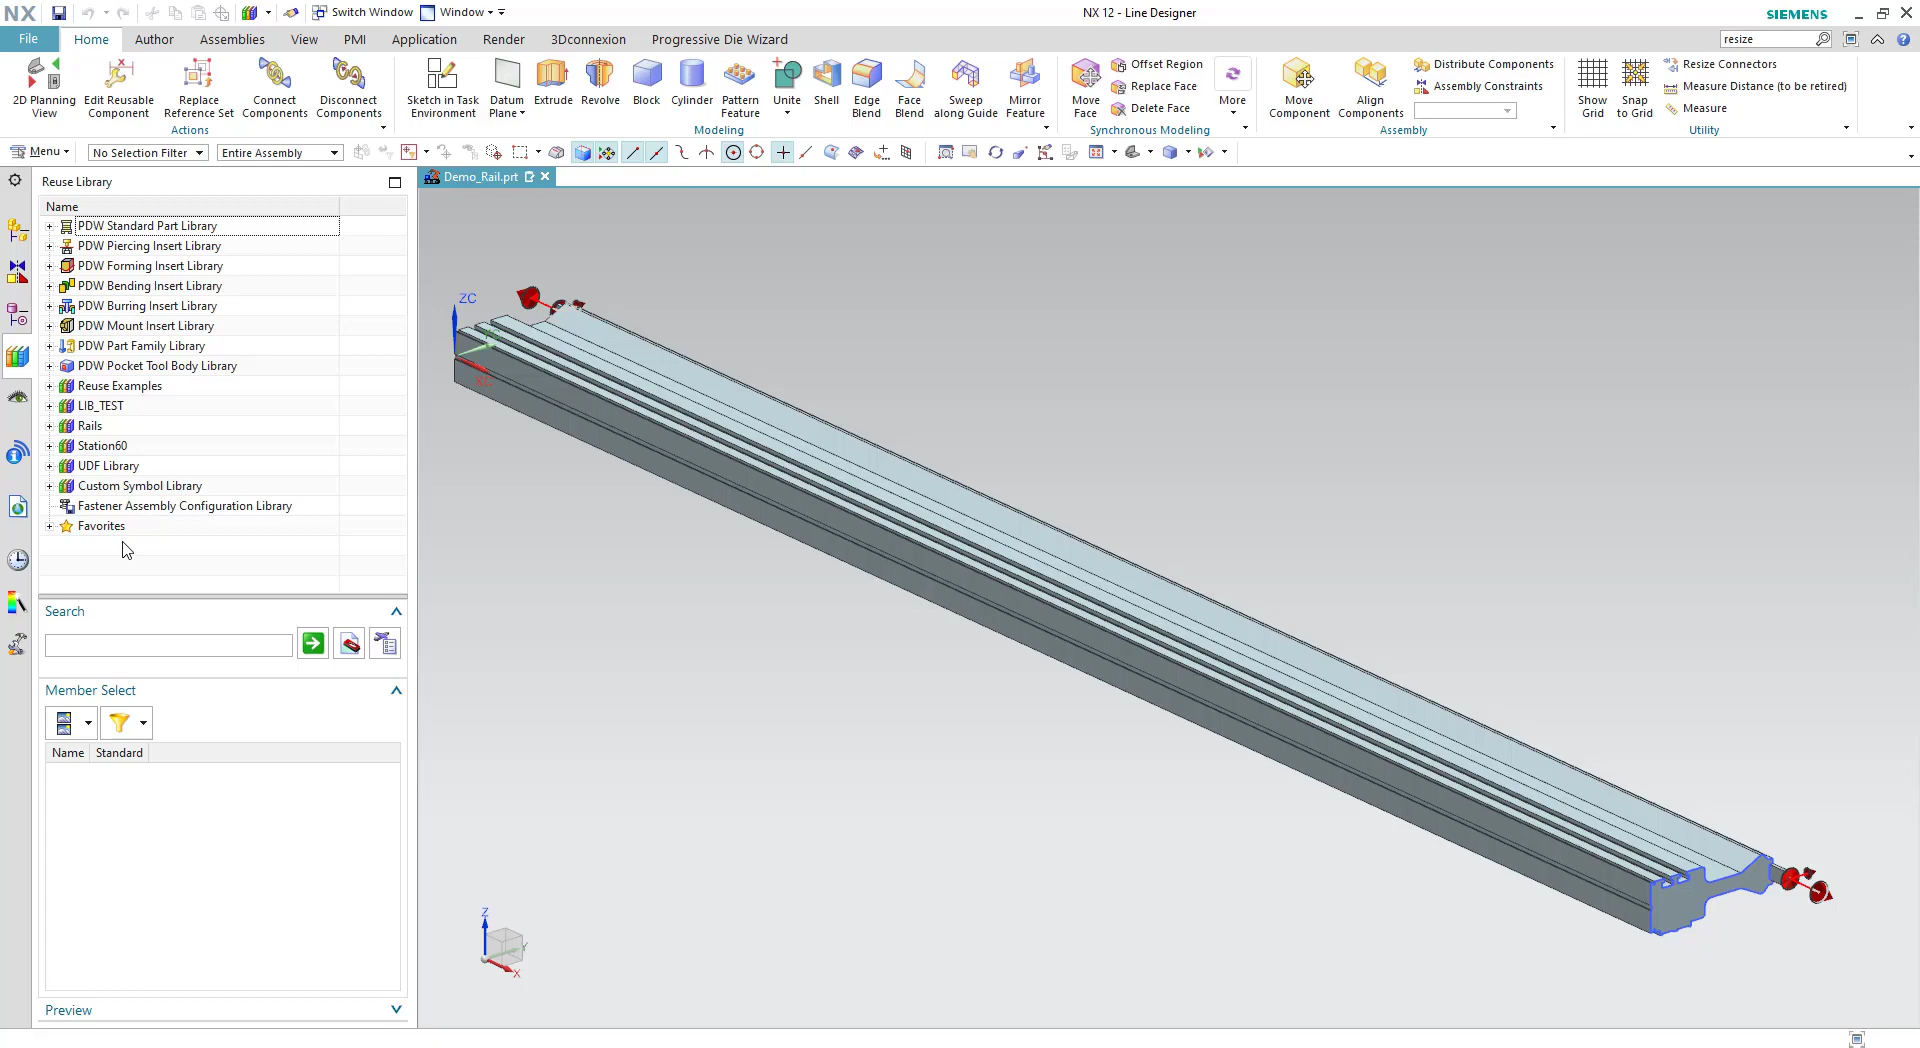 NX
Switch Window
Window
NX 12 - Line Designer
SIEMENS
File
Home
Author
Assemblies
View
PMI
Application
Render
3Dconnexion
Progressive Die Wizard
resize
2D Planning View
Edit Reusable Component
Replace Reference Set
Connect Components
Disconnect Components
Actions
Sketch in Task Environment
Datum Plane
Extrude
Revolve
Block
Cylinder
Pattern Feature
Unite
Shell
Edge Blend
Face Blend
Sweep along Guide
Mirror Feature
Modeling
Move Face
Offset Region
Replace Face
Delete Face
More
Synchronous Modeling
Move Component
Align Components
Distribute Components
Assembly Constraints
Assembly
Show Grid
Snap to Grid
Resize Connectors
Measure Distance (to be retired)
Measure
Utility
Menu
No Selection Filter
Entire Assembly
Reuse Library
Demo_Rail.prt
Name
PDW Standard Part Library
PDW Piercing Insert Library
PDW Forming Insert Library
PDW Bending Insert Library
PDW Burring Insert Library
PDW Mount Insert Library
PDW Part Family Library
PDW Pocket Tool Body Library
Reuse Examples
LIB_TEST
Rails
Station60
UDF Library
Custom Symbol Library
Fastener Assembly Configuration Library
Favorites
Search
Member Select
Name
Standard
Preview
ZC
XC
Z
Y
X